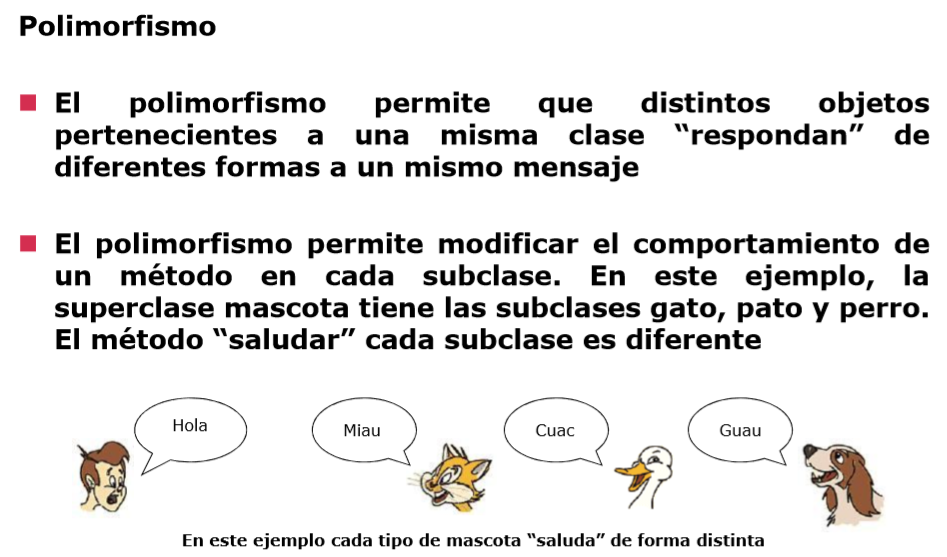 Polimorfismo
El polimorfismo permite que distintos objetos
pertenecientes a una misma clase “respondan” de
diferentes formas a un mismo mensaje
El polimorfismo permite modificar el comportamiento de
un método en cada subclase. En este ejemplo, la
superclase mascota tiene las subclases gato, pato y perro.
El método “saludar” cada subclase es diferente
Hola
Miau
Cuac
Guau
En este ejemplo cada tipo de mascota “saluda” de forma distinta